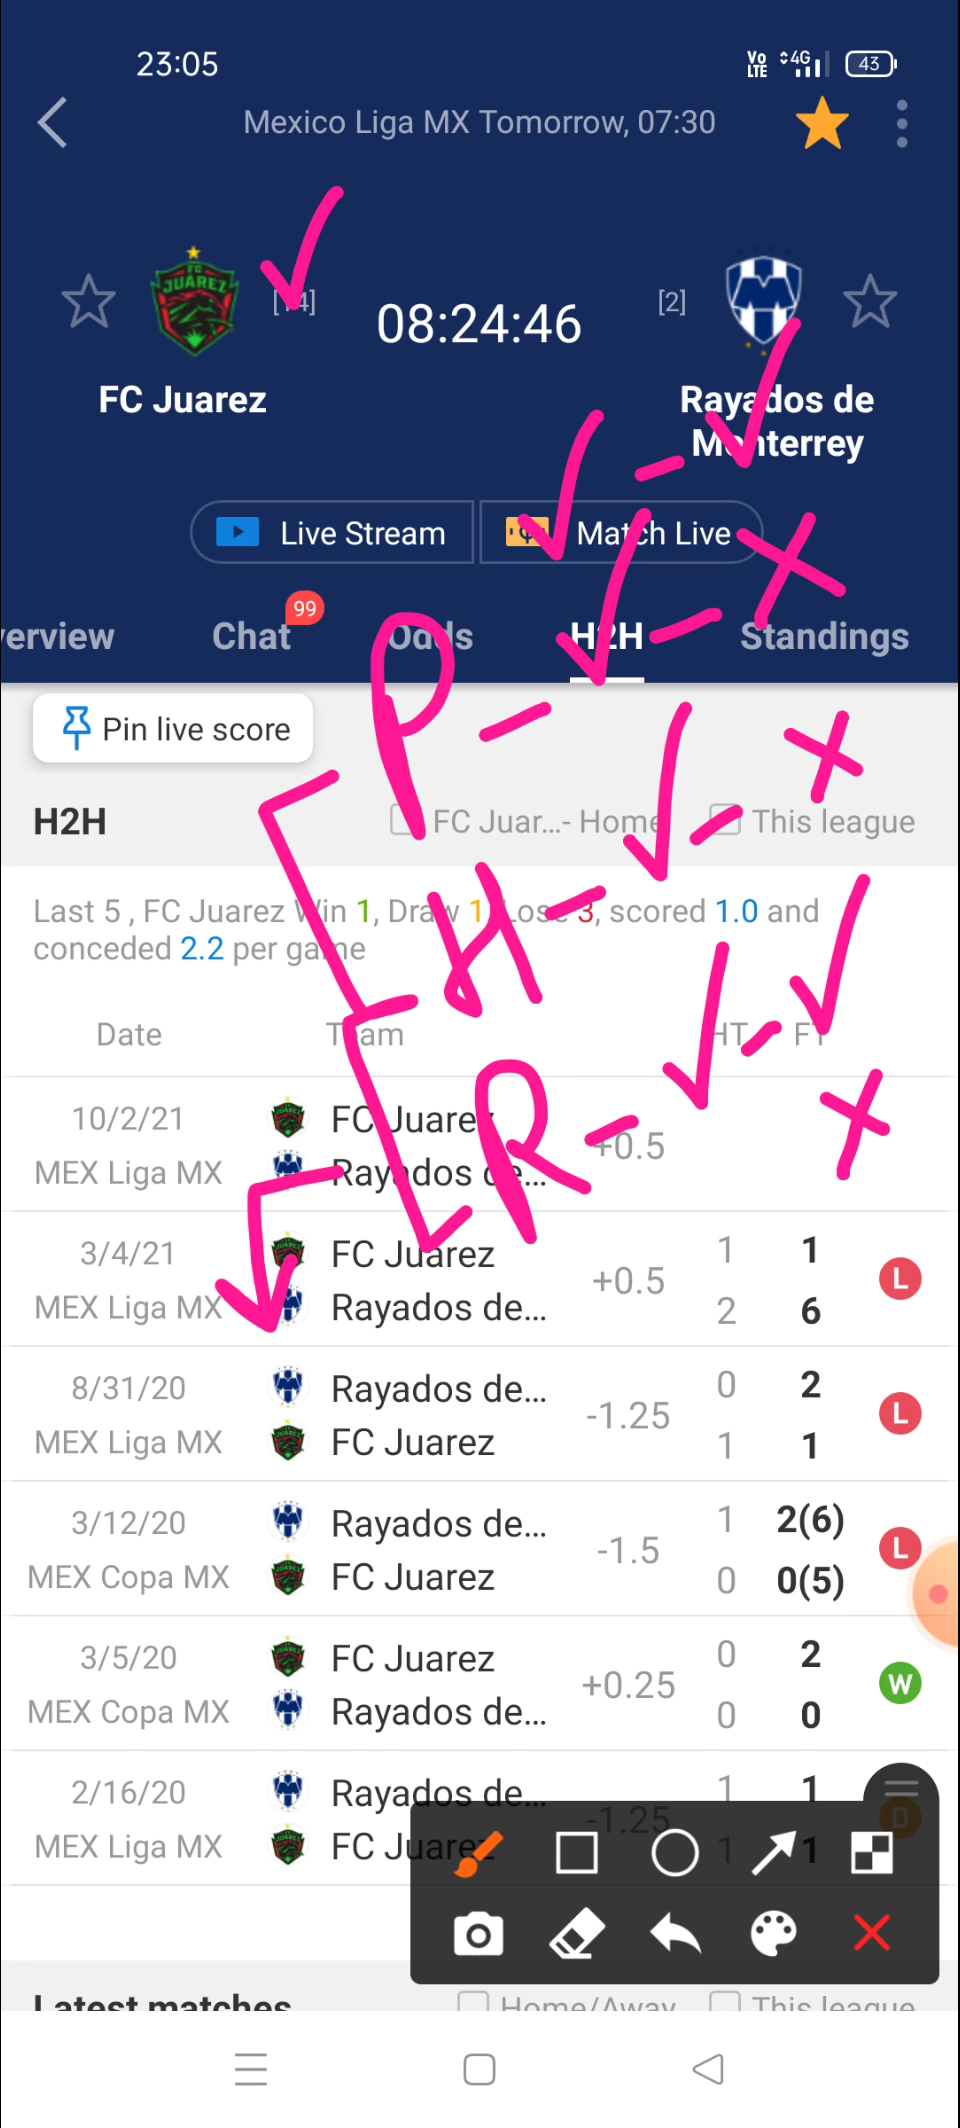 23:05
Vo LTE 4G 43
Mexico Liga MX Tomorrow, 07:30
[14] 08:24:46 [2]
FC Juarez
Rayados de Monterrey
Live Stream Match Live
verview Chat 99 Odds H2H Standings
P - ✓ - ×
Pin live score
H2H FC Juar...- Home This league
H - ✓ - ×
Last 5 , FC Juarez Win 1, Draw 1, Lose 3, scored 1.0 and
conceded 2.2 per game
Date Team HT FT
R - ✓ - ✓
×
10/2/21 FC Juarez
MEX Liga MX Rayados de... +0.5
3/4/21 FC Juarez 1 1
MEX Liga MX Rayados de... +0.5 2 6 L
8/31/20 Rayados de... 0 2
MEX Liga MX FC Juarez -1.25 1 1 L
3/12/20 Rayados de... 1 2(6)
MEX Copa MX FC Juarez -1.5 0 0(5) L
3/5/20 FC Juarez 0 2
MEX Copa MX Rayados de... +0.25 0 0 W
2/16/20 Rayados de... 1 1
MEX Liga MX FC Juarez -1.25 1 1 D
Latest matches Home/Away This league